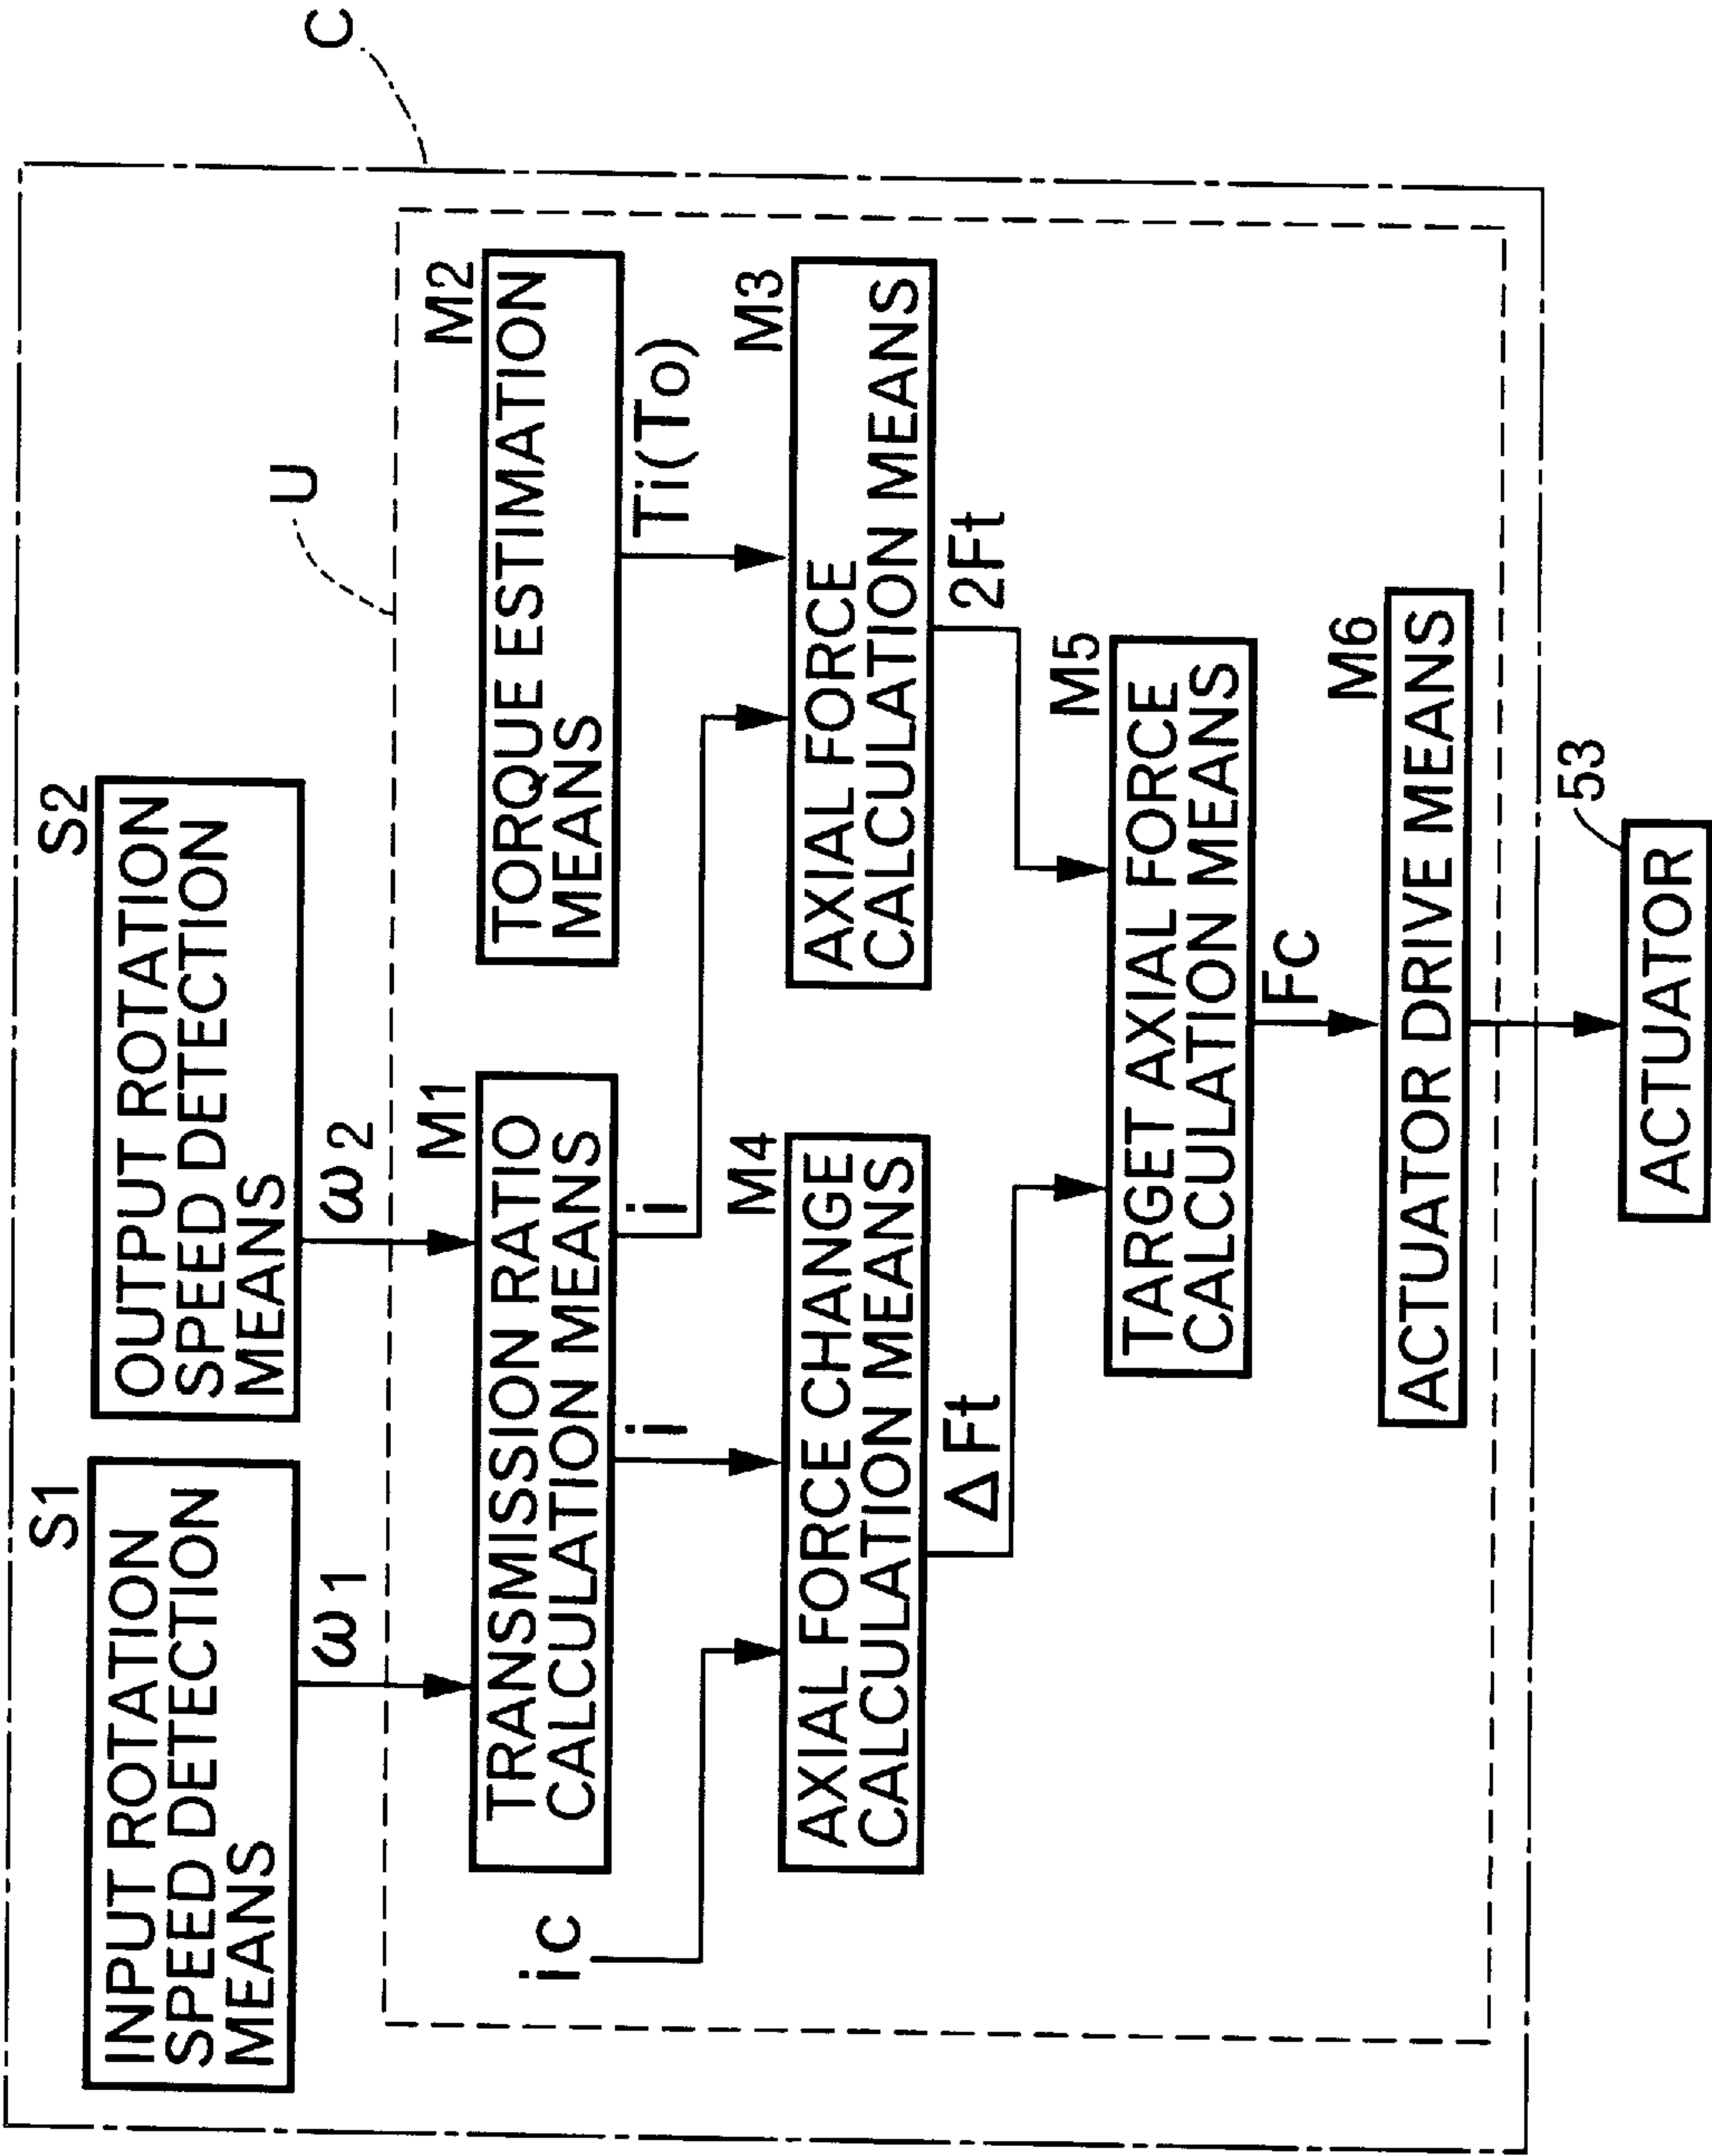 C
S1
INPUT ROTATION
SPEED DETECTION
MEANS
S2
OUTPUT ROTATION
SPEED DETECTION
MEANS
U
ω1
ω2
M1
TRANSMISSION RATIO
CALCULATION MEANS
M2
TORQUE ESTIMATION
MEANS
ic
i
i
Ti(To)
M4
AXIAL FORCE CHANGE
CALCULATION MEANS
M3
AXIAL FORCE
CALCULATION MEANS
ΔFt
2Ft
M5
TARGET AXIAL FORCE
CALCULATION MEANS
Fc
M6
ACTUATOR DRIVE MEANS
53
ACTUATOR